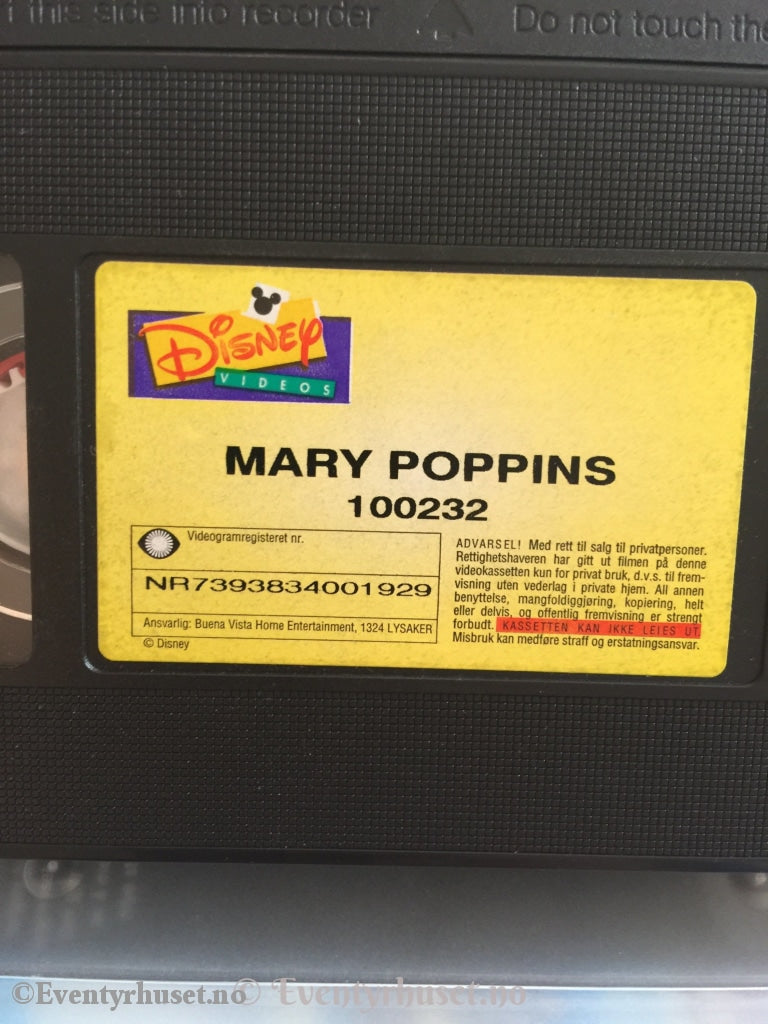 this side into recorder
Do not touch the
DISNEY
VIDEOS
MARY POPPINS
100232
Videogramregisteret nr.
NR7393834001929
Ansvarlig: Buena Vista Home Entertainment, 1324 LYSAKER
© Disney
ADVARSEL! Med rett til salg til privatpersoner.
Rettighetshaveren har gitt ut filmen på denne
videokassetten kun for privat bruk, d.v.s. til frem-
visning uten vederlag i private hjem. All annen
benyttelse, mangfoldiggjøring, kopiering, helt
eller delvis, og offentlig fremvisning er strengt
forbudt. KASSETTEN KAN IKKE LEIES UT.
Misbruk kan medføre straff og erstatningsansvar.
©Eventyrhuset.no © Eventyrhuset.no